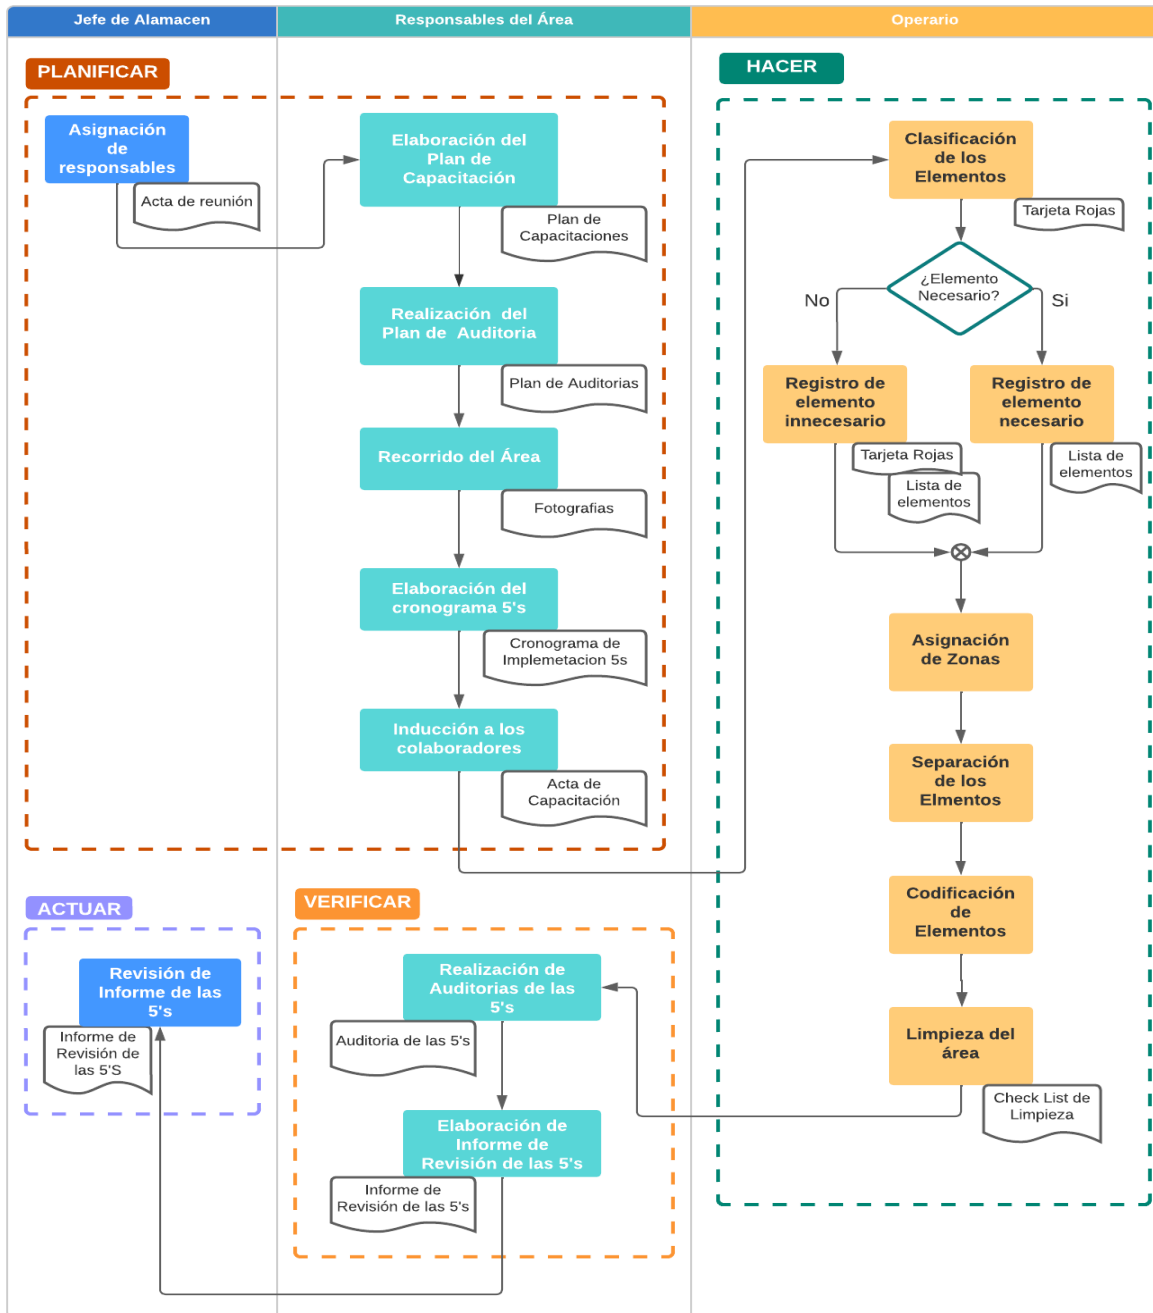 Jefe de Alamacen
Responsables del Área
Operario
PLANIFICAR
Asignación
de
responsables
Acta de reunión
Elaboración del
Plan de
Capacitación
Plan de
Capacitaciones
Realización del
Plan de Auditoria
Plan de Auditorias
Recorrido del Área
Fotografias
Elaboración del
cronograma 5's
Cronograma de
Implemetacion 5s
Inducción a los
colaboradores
Acta de
Capacitación
HACER
Clasificación
de los
Elementos
Tarjeta Rojas
¿Elemento
Necesario?
No
Si
Registro de
elemento
innecesario
Tarjeta Rojas
Lista de
elementos
Registro de
elemento
necesario
Lista de
elementos
Asignación
de Zonas
Separación
de los
Elmentos
Codificación
de
Elementos
Limpieza del
área
Check List de
Limpieza
VERIFICAR
Realización de
Auditorias de las
5's
Auditoria de las 5's
Elaboración de
Informe de
Revisión de las 5's
Informe de
Revisión de las 5's
ACTUAR
Revisión de
Informe de las
5's
Informe de
Revisión de
las 5'S